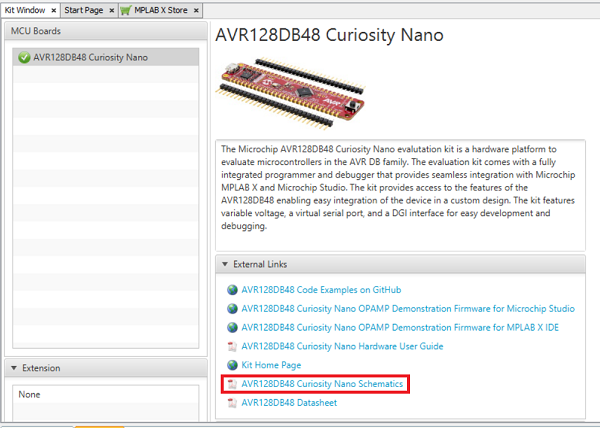 Kit Window × Start Page × MPLAB X Store ×
MCU Boards
AVR128DB48 Curiosity Nano
Extension
None
AVR128DB48 Curiosity Nano
The Microchip AVR128DB48 Curiosity Nano evalutation kit is a hardware platform to
evaluate microcontrollers in the AVR DB family. The evaluation kit comes with a fully
integrated programmer and debugger that provides seamless integration with Microchip
MPLAB X and Microchip Studio. The kit provides access to the features of the
AVR128DB48 enabling easy integration of the device in a custom design. The kit features
variable voltage, a virtual serial port, and a DGI interface for easy development and
debugging.
External Links
AVR128DB48 Code Examples on GitHub
AVR128DB48 Curiosity Nano OPAMP Demonstration Firmware for Microchip Studio
AVR128DB48 Curiosity Nano OPAMP Demonstration Firmware for MPLAB X IDE
AVR128DB48 Curiosity Nano Hardware User Guide
Kit Home Page
AVR128DB48 Curiosity Nano Schematics
AVR128DB48 Datasheet